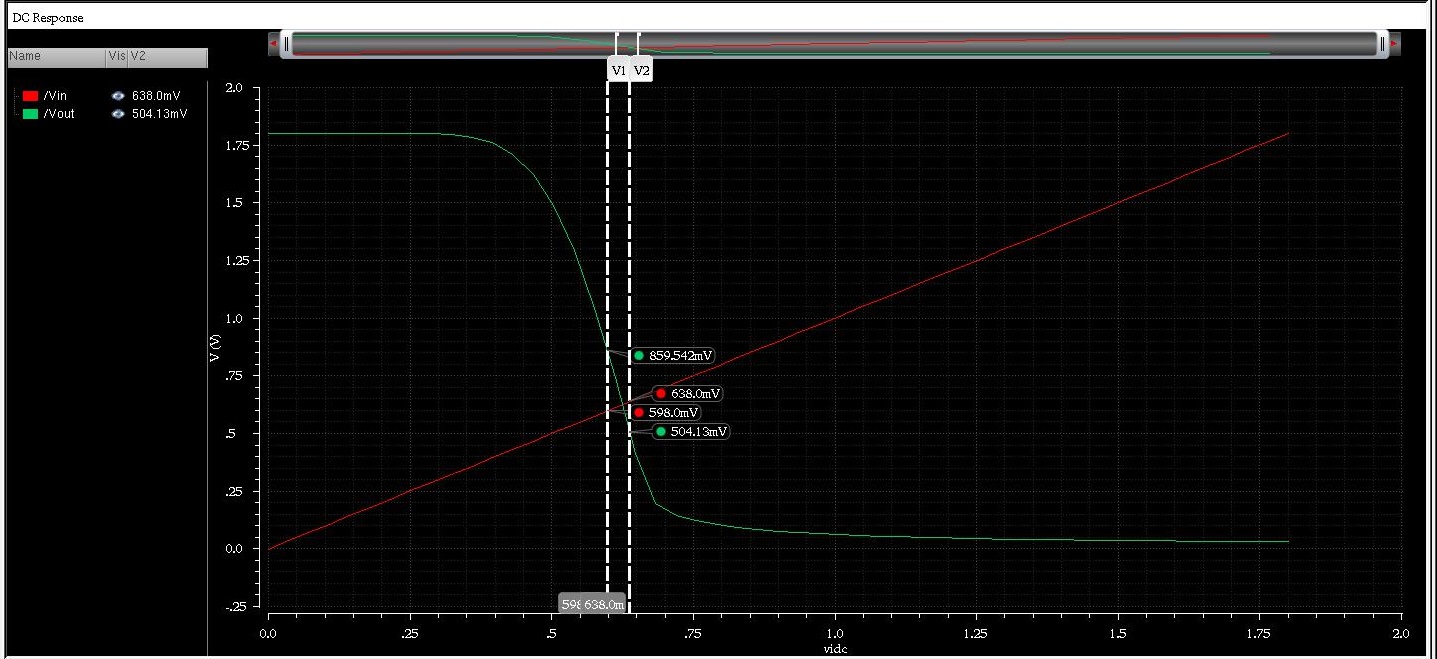 DC Response
Name Vis V2
/Vin 638.0mV
/Vout 504.13mV
V1 V2
2.0
1.75
1.5
1.25
1.0
.75
.5
.25
0.0
-.25
V (V)
859.542mV
638.0mV
598.0mV
504.13mV
638.0m
0.0 .25 .5 .75 1.0 1.25 1.5 1.75 2.0
vidc